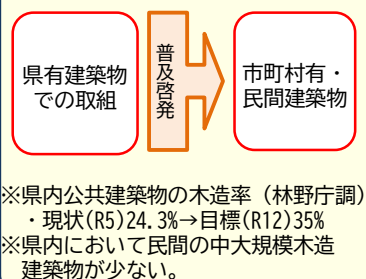 県有建築物
での取組
普及啓発
市町村有・
民間建築物
※県内公共建築物の木造率（林野庁調）
・現状(R5)24.3%→目標(R12)35%
※県内において民間の中大規模木造
建築物が少ない。